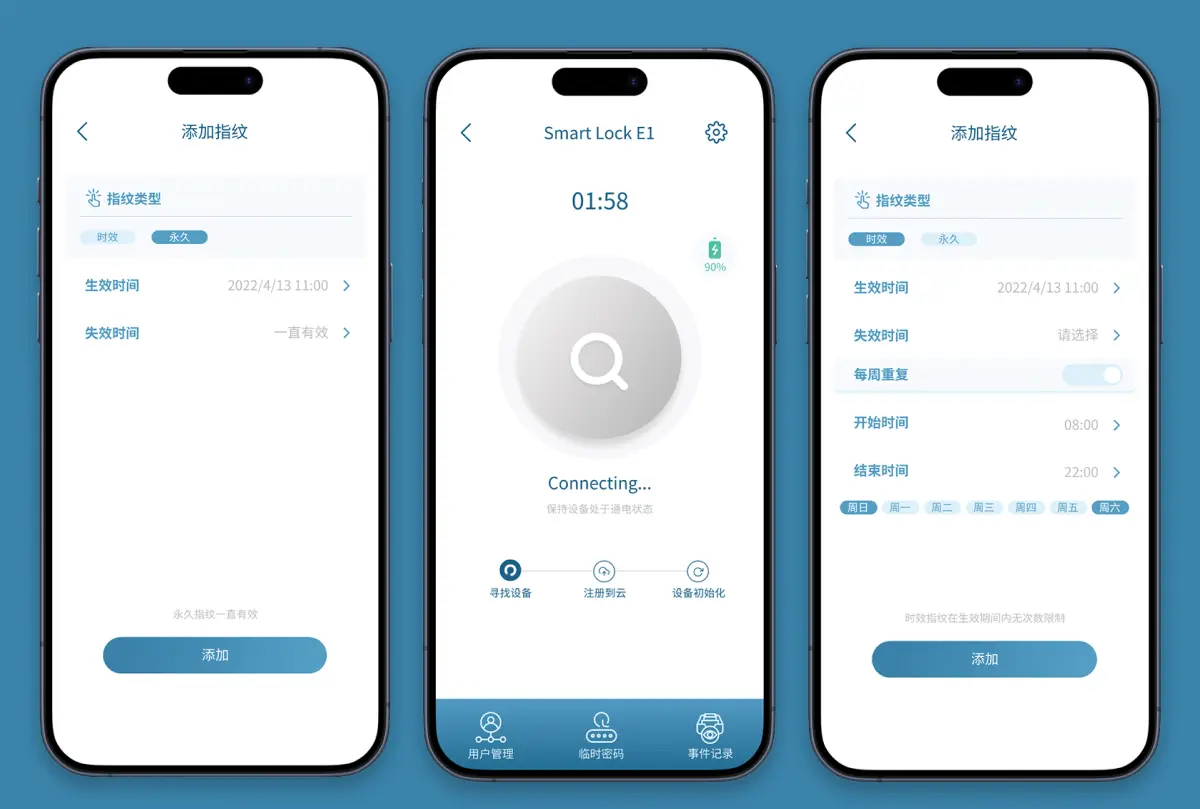 添加指纹
指纹类型
时效 永久
生效时间 2022/4/13 11:00
失效时间 一直有效
永久指纹一直有效
添加
Smart Lock E1
01:58
90%
Connecting...
保持设备处于通电状态
寻找设备 注册到云 设备初始化
用户管理 临时密码 事件记录
添加指纹
指纹类型
时效 永久
生效时间 2022/4/13 11:00
失效时间 请选择
每周重复
开始时间 08:00
结束时间 22:00
周日 周一 周二 周三 周四 周五 周六
时效指纹在生效期间内无次数限制
添加